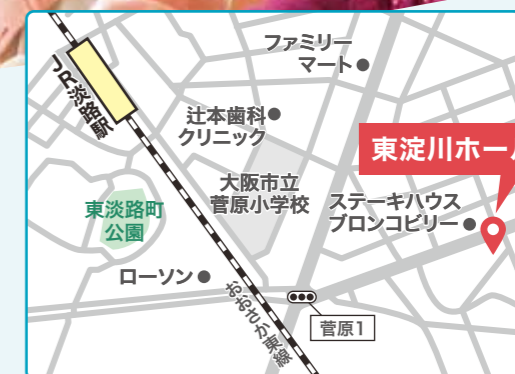 ファミリー
マート
JR淡路駅
辻本歯科
クリニック
東淀川ホー
大阪市立
菅原小学校
ステーキハウス
ブロンコビリー
東淡路町
公園
ローソン
おおさか東線
菅原1